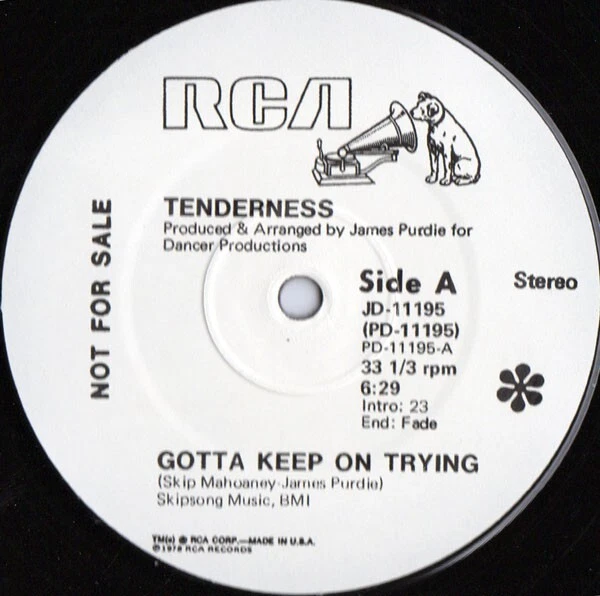 RCA
TENDERNESS
Produced & Arranged by James Purdie for
Dancer Productions
NOT FOR SALE
Side A
Stereo
JD-11195
(PD-11195)
PD-11195-A
33 1/3 rpm
6:29
Intro: 23
End: Fade
GOTTA KEEP ON TRYING
(Skip Mahoaney-James Purdie)
Skipsong Music, BMI
TM(s) ® RCA CORP.—MADE IN U.S.A.
℗1978 RCA RECORDS